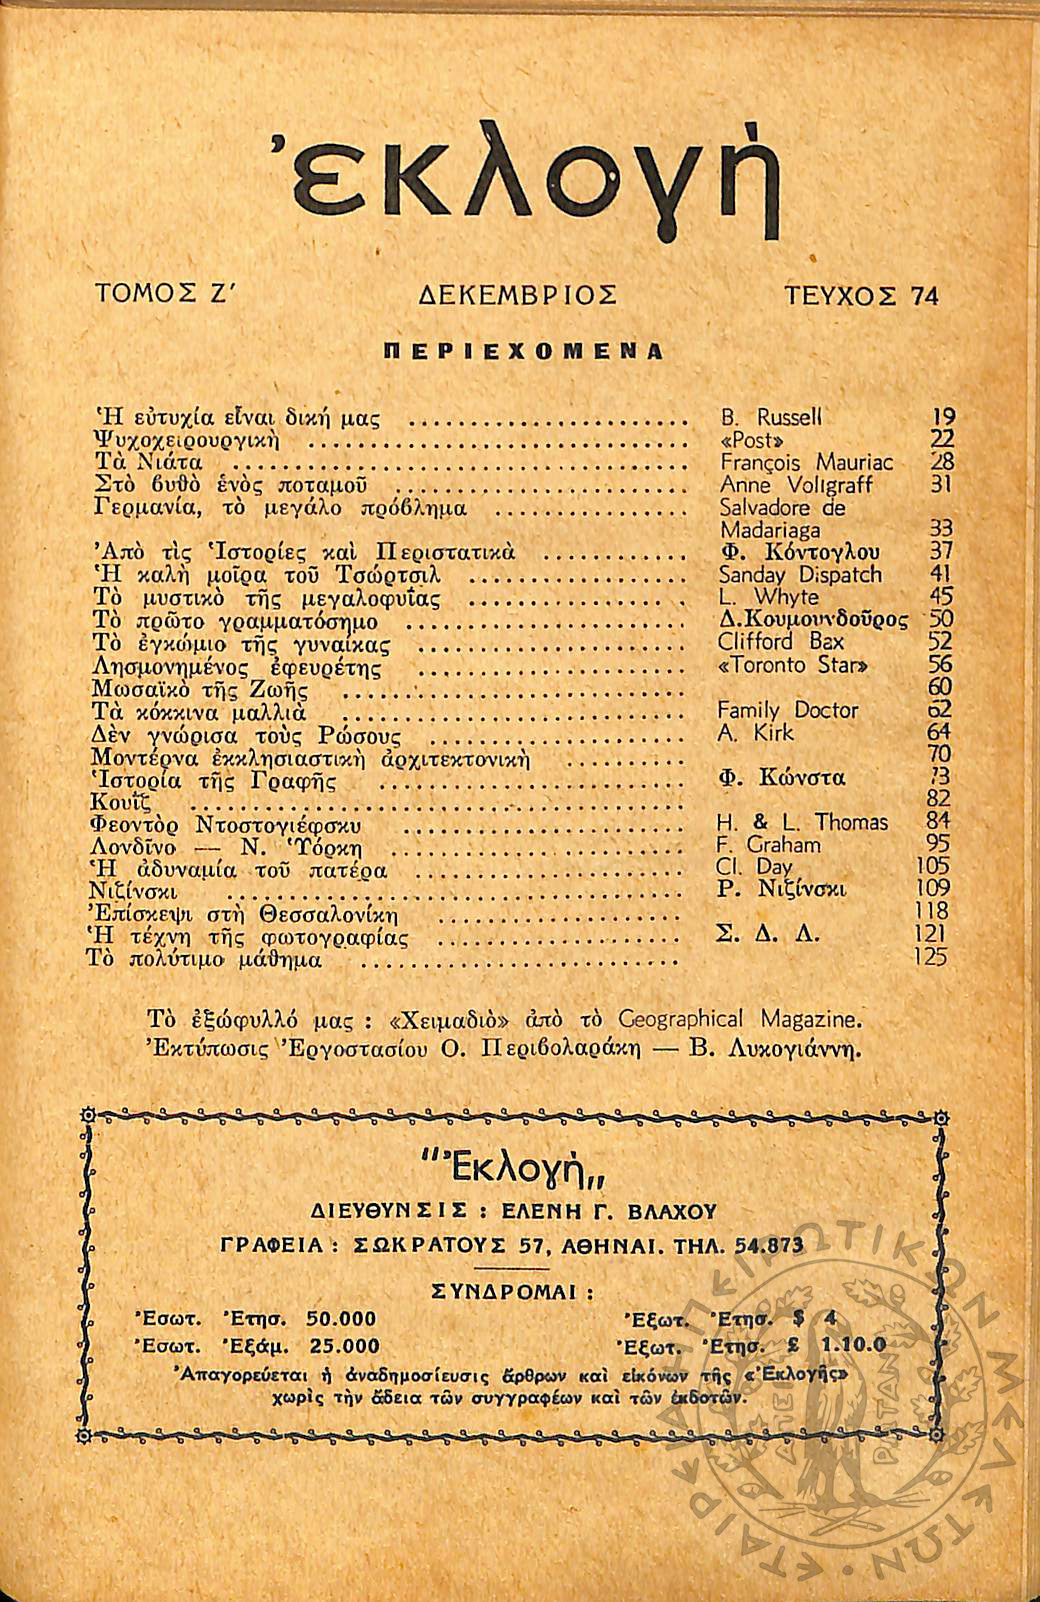 ἐκλογὴ
ΤΟΜΟΣ Ζ′ ΔΕΚΕΜΒΡΙΟΣ ΤΕΥΧΟΣ 74
ΠΕΡΙΕΧΟΜΕΝΑ
Ἡ εὐτυχία εἶναι δική μας ........................ B. Russell 19
Ψυχοχειρουργικὴ ........................ «Post» 22
Τὰ Νιάτα ........................ François Mauriac 28
Στὸ βυθὸ ἑνὸς ποταμοῦ ........................ Anne Vollgraff 31
Γερμανία, τὸ μεγάλο πρόβλημα ................ Salvadore de
Madariaga 33
Ἀπὸ τὶς Ἱστορίες καὶ Περιστατικὰ ............ Φ. Κόντογλου 37
Ἡ καλὴ μοῖρα τοῦ Τσώρτσιλ ................ Sanday Dispatch 41
Τὸ μυστικὸ τῆς μεγαλοφυΐας ................ L. Whyte 45
Τὸ πρῶτο γραμματόσημο ........................ Δ.Κουμουνδοῦρος 50
Τὸ ἐγκώμιο τῆς γυναίκας ........................ Clifford Bax 52
Λησμονημένος ἐφευρέτης ........................ «Toronto Star» 56
Μωσαϊκὸ τῆς Ζωῆς ........................ 60
Τὰ κόκκινα μαλλιὰ ........................ Family Doctor 62
Δὲν γνώρισα τοὺς Ρώσους ........................ A. Kirk 64
Μοντέρνα ἐκκλησιαστικὴ ἀρχιτεκτονικὴ .......... 70
Ἱστορία τῆς Γραφῆς ........................ Φ. Κώνστα 73
Κουΐζ ........................ 82
Φεοντὸρ Ντοστογιέφσκυ ........................ H. & L. Thomas 84
Λονδῖνο — Ν. Ὑόρκη ........................ F. Graham 95
Ἡ ἀδυναμία τοῦ πατέρα ........................ Cl. Day 105
Νιζίνσκι ........................ Ρ. Νιζίνσκι 109
Ἐπίσκεψι στὴ Θεσσαλονίκη .................... 118
Ἡ τέχνη τῆς φωτογραφίας .................... Σ. Δ. Λ. 121
Τὸ πολύτιμο μάθημα ........................ 125
Τὸ ἐξώφυλλό μας : «Χειμαδιὸ» ἀπὸ τὸ Geographical Magazine.
Ἐκτύπωσις Ἐργοστασίου Ο. Περιβολαράκη — Β. Λυκογιάννη.
"Ἐκλογὴ„
ΔΙΕΥΘΥΝΣΙΣ : ΕΛΕΝΗ Γ. ΒΛΑΧΟΥ
ΓΡΑΦΕΙΑ : ΣΩΚΡΑΤΟΥΣ 57, ΑΘΗΝΑΙ. ΤΗΛ. 54.873
ΣΥΝΔΡΟΜΑΙ :
Ἐσωτ. Ἐτησ. 50.000 Ἐξωτ. Ἐτησ. $ 4
Ἐσωτ. Ἑξάμ. 25.000 Ἐξωτ. Ἐτησ. £ 1.10.0
Ἀπαγορεύεται ἡ ἀναδημοσίευσις ἄρθρων καὶ εἰκόνων τῆς «Ἐκλογῆς»
χωρὶς τὴν ἄδεια τῶν συγγραφέων καὶ τῶν ἐκδοτῶν.
ΕΤΑΙΡΕΙΑ ΗΠΕΙΡΩΤΙΚΩΝ ΜΕΛΕΤΩΝ
ΑΠΕΙ ΡΩΤΑΝ